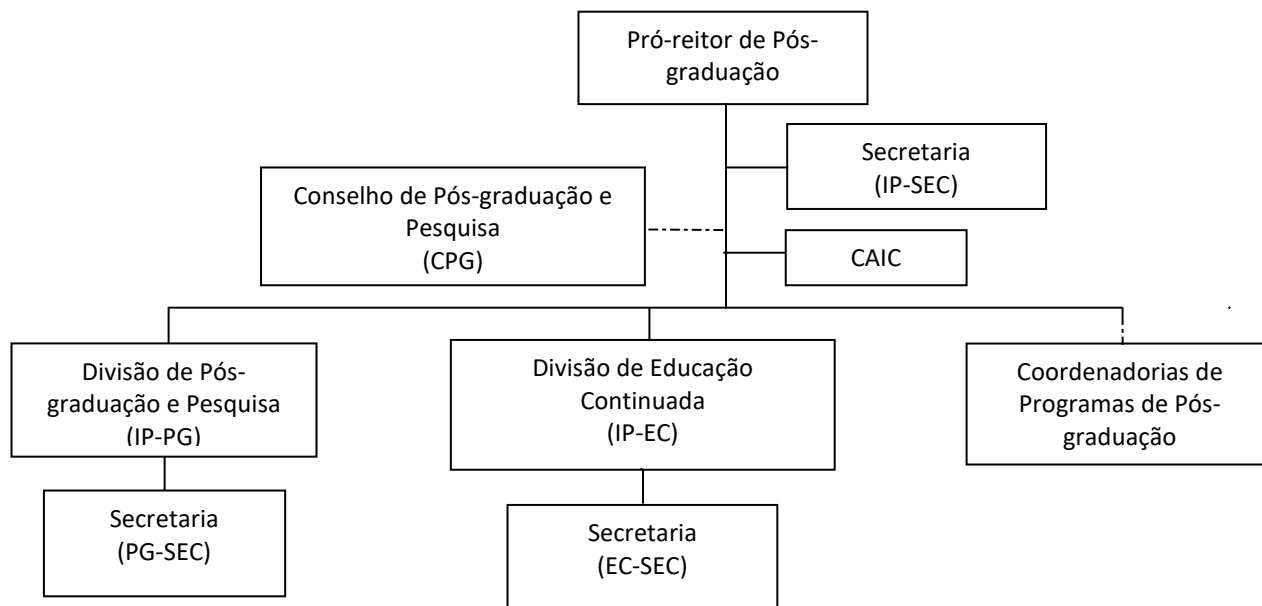 Pró-reitor de Pós-
graduação
Secretaria
(IP-SEC)
Conselho de Pós-graduação e
Pesquisa
(CPG)
CAIC
Divisão de Pós-
graduação e Pesquisa
(IP-PG)
Divisão de Educação
Continuada
(IP-EC)
Coordenadorias de
Programas de Pós-
graduação
Secretaria
(PG-SEC)
Secretaria
(EC-SEC)